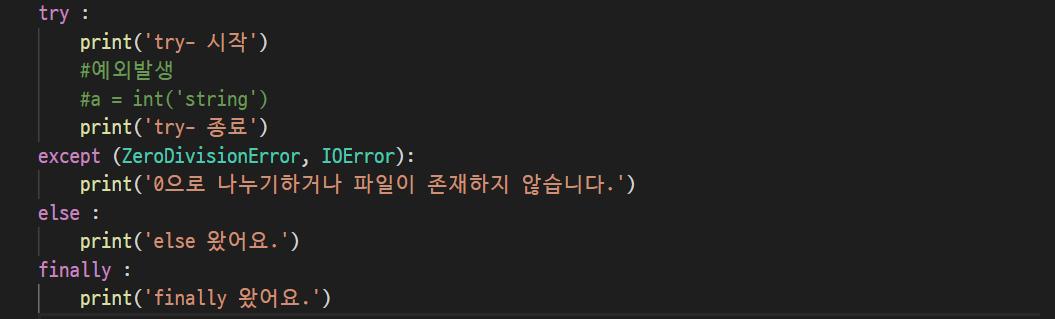 try :
    print('try- 시작')
    #예외발생
    #a = int('string')
    print('try- 종료')
except (ZeroDivisionError, IOError):
    print('0으로 나누기하거나 파일이 존재하지 않습니다.')
else :
    print('else 왔어요.')
finally :
    print('finally 왔어요.')